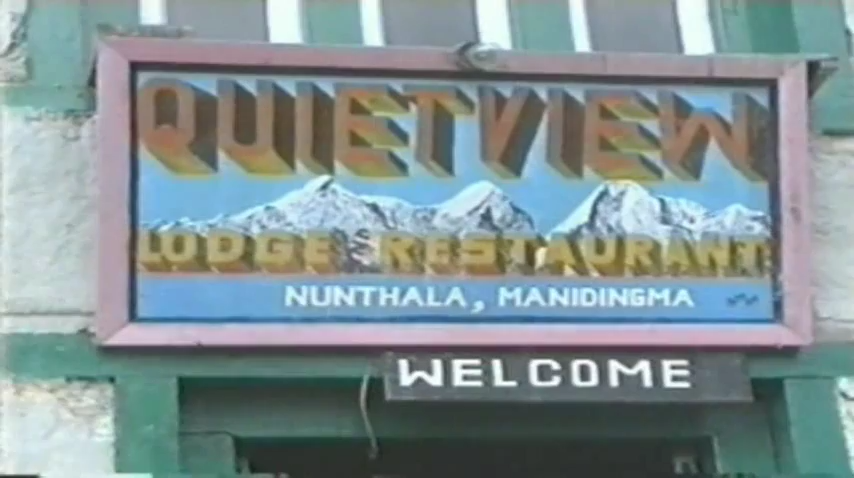 QUIETVIEW
LODGE & RESTAURANT
NUNTHALA, MANIDINGMA
WELCOME